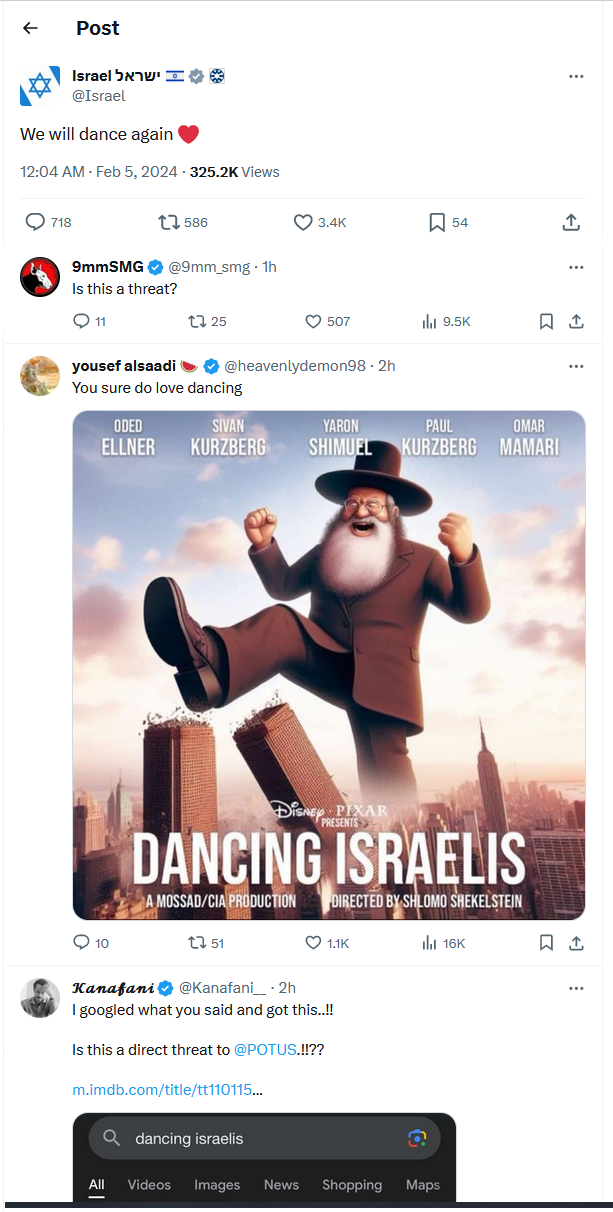 Post
Israel ישראל
@Israel
We will dance again
12:04 AM · Feb 5, 2024 · 325.2K Views
718 586 3.4K 54
9mmSMG @9mm_smg · 1h
Is this a threat?
11 25 507 9.5K
yousef alsaadi @heavenlydemon98 · 2h
You sure do love dancing
ODED ELLNER
SIVAN KURZBERG
YARON SHIMUEL
PAUL KURZBERG
OMAR MAMARI
DISNEY · PIXAR
PRESENTS
DANCING ISRAELIS
A MOSSAD/CIA PRODUCTION DIRECTED BY SHLOMO SHEKELSTEIN
10 51 1.1K 16K
𝓚𝓪𝓷𝓪𝓯𝓪𝓷𝓲 @Kanafani__ · 2h
I googled what you said and got this..!!
Is this a direct threat to @POTUS.!!??
m.imdb.com/title/tt110115…
dancing israelis
All Videos Images News Shopping Maps